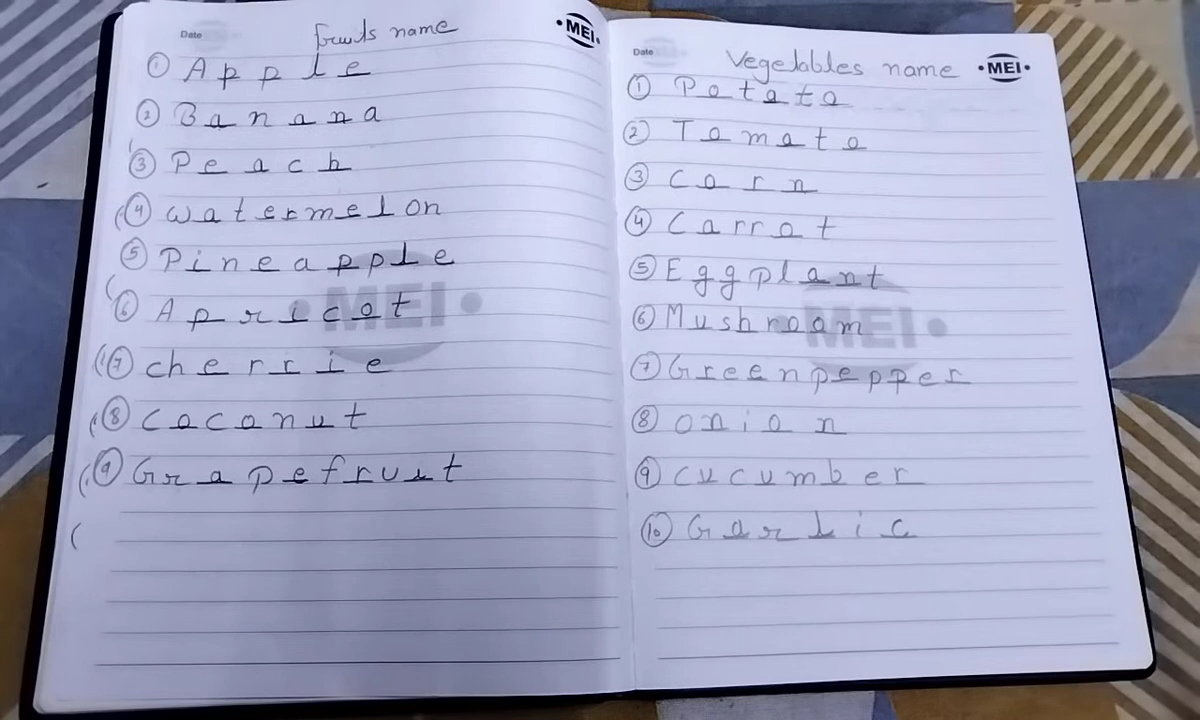 Date
Fruits name
•MEI•
① Apple
② Banana
③ Peach
④ Watermelon
⑤ Pineapple
⑥ Apricot
⑦ cherrie
⑧ Coconut
⑨ Grapefruit
•MEI•
Date
Vegetables name
•MEI•
① Potato
② Tomato
③ Corn
④ Carrot
⑤ Eggplant
⑥ Mushroom
⑦ Greenpepper
⑧ Onion
⑨ Cucumber
⑩ Garlic
MEI•